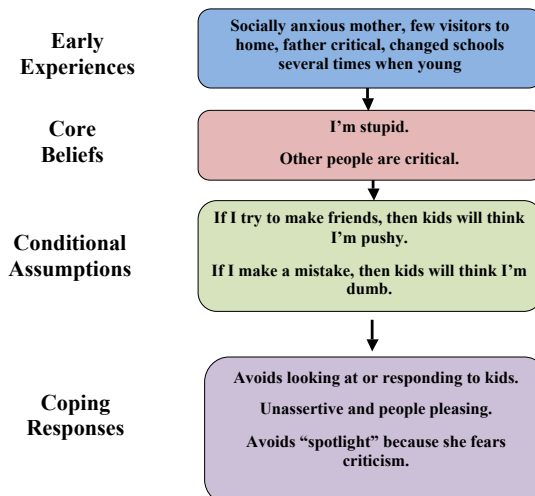 Early
Experiences
Socially anxious mother, few visitors to
home, father critical, changed schools
several times when young
Core
Beliefs
I'm stupid.
Other people are critical.
Conditional
Assumptions
If I try to make friends, then kids will think
I'm pushy.
If I make a mistake, then kids will think I'm
dumb.
Coping
Responses
Avoids looking at or responding to kids.
Unassertive and people pleasing.
Avoids “spotlight” because she fears
criticism.